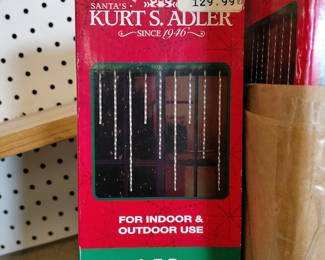 129.99
SANTA'S
KURT S. ADLER
SINCE 1946
FOR INDOOR &
OUTDOOR USE